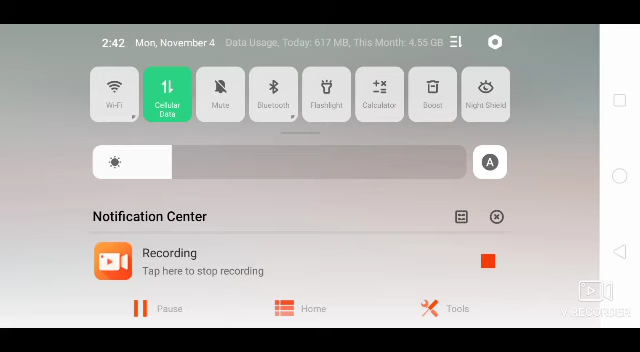 2:42 Mon, November 4 Data Usage, Today: 617 MB, This Month: 4.55 GB
Wi-Fi Cellular Data Mute Bluetooth Flashlight Calculator Boost Night Shield
A
Notification Center
Recording
Tap here to stop recording
Pause Home Tools
V RECORDER